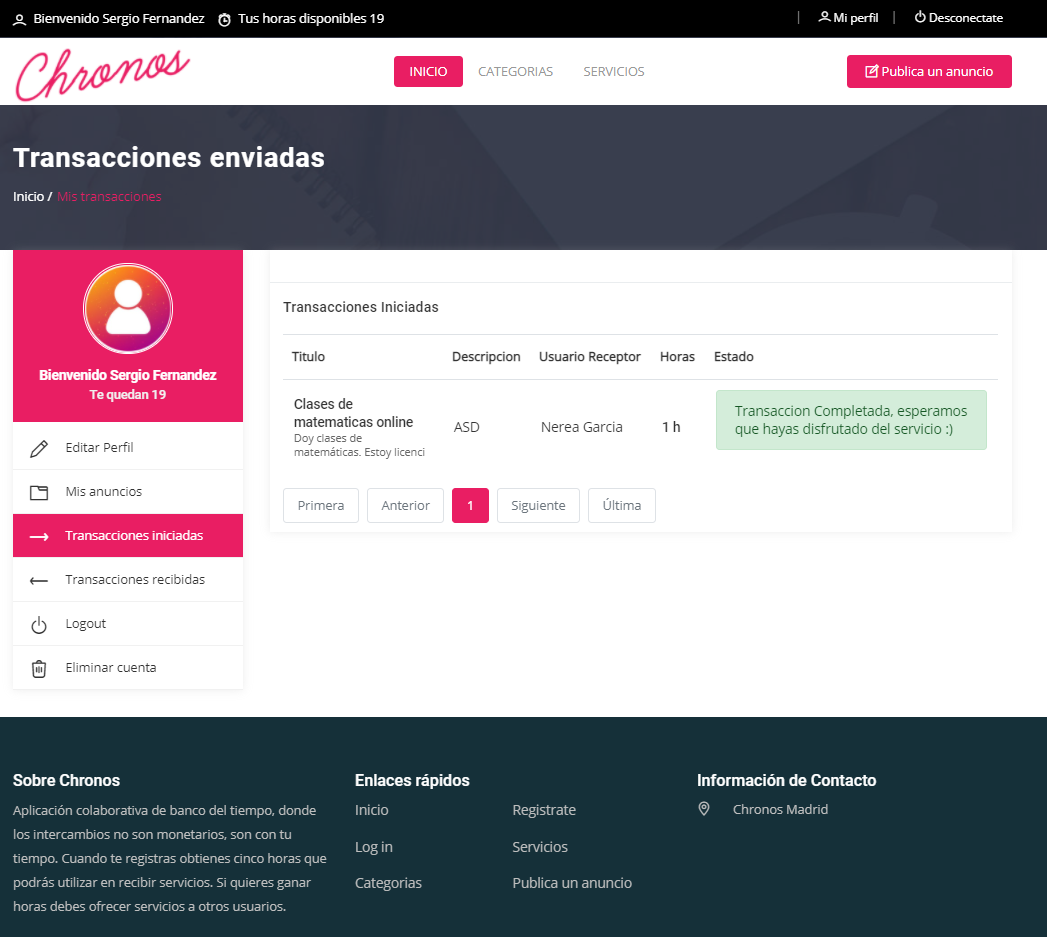 Bienvenido Sergio Fernandez Tus horas disponibles 19 | Mi perfil | Desconectate
Chronos INICIO CATEGORIAS SERVICIOS Publica un anuncio
Transacciones enviadas
Inicio / Mis transacciones
Bienvenido Sergio Fernandez
Te quedan 19
Editar Perfil
Mis anuncios
Transacciones iniciadas
Transacciones recibidas
Logout
Eliminar cuenta
Transacciones Iniciadas
Titulo Descripcion Usuario Receptor Horas Estado
Clases de
matematicas online
Doy clases de
matemáticas. Estoy licenci
ASD Nerea Garcia 1 h
Transaccion Completada, esperamos
que hayas disfrutado del servicio :)
Primera Anterior 1 Siguiente Última
Sobre Chronos
Aplicación colaborativa de banco del tiempo, donde
los intercambios no son monetarios, son con tu
tiempo. Cuando te registras obtienes cinco horas que
podrás utilizar en recibir servicios. Si quieres ganar
horas debes ofrecer servicios a otros usuarios.
Enlaces rápidos
Inicio Registrate
Log in Servicios
Categorias Publica un anuncio
Información de Contacto
Chronos Madrid